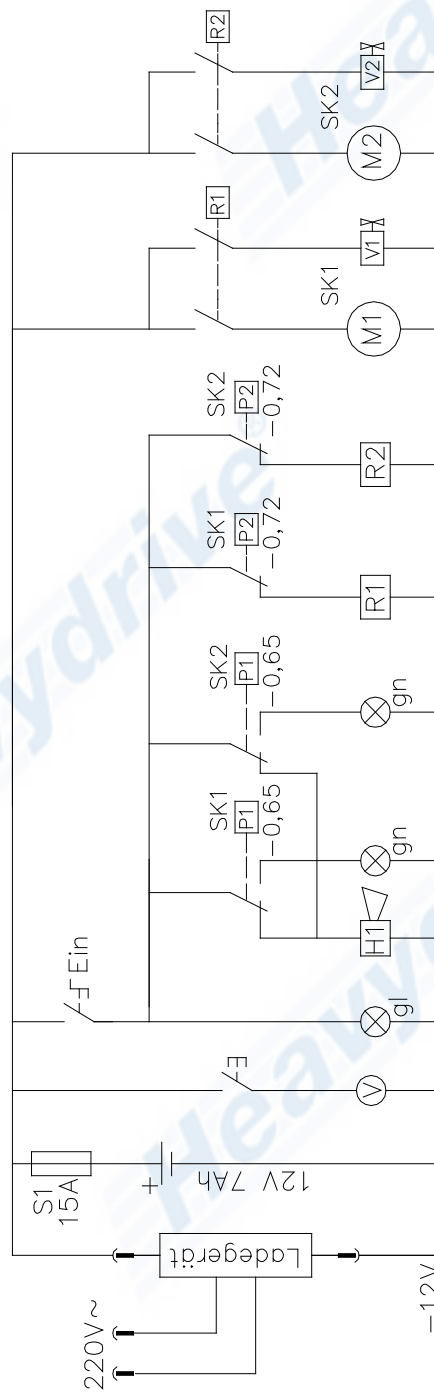 220V~
Ladegerät
-12V
S1
15A
+
12V 7Ah
V
Ein
gl
H1
SK1
P1
-0,65
gn
SK2
P1
-0,65
gn
SK1
P2
-0,72
R1
SK2
P2
-0,72
R2
R1
SK1
M1
V1
R2
SK2
M2
V2
Heavydrive®
Heavydrive